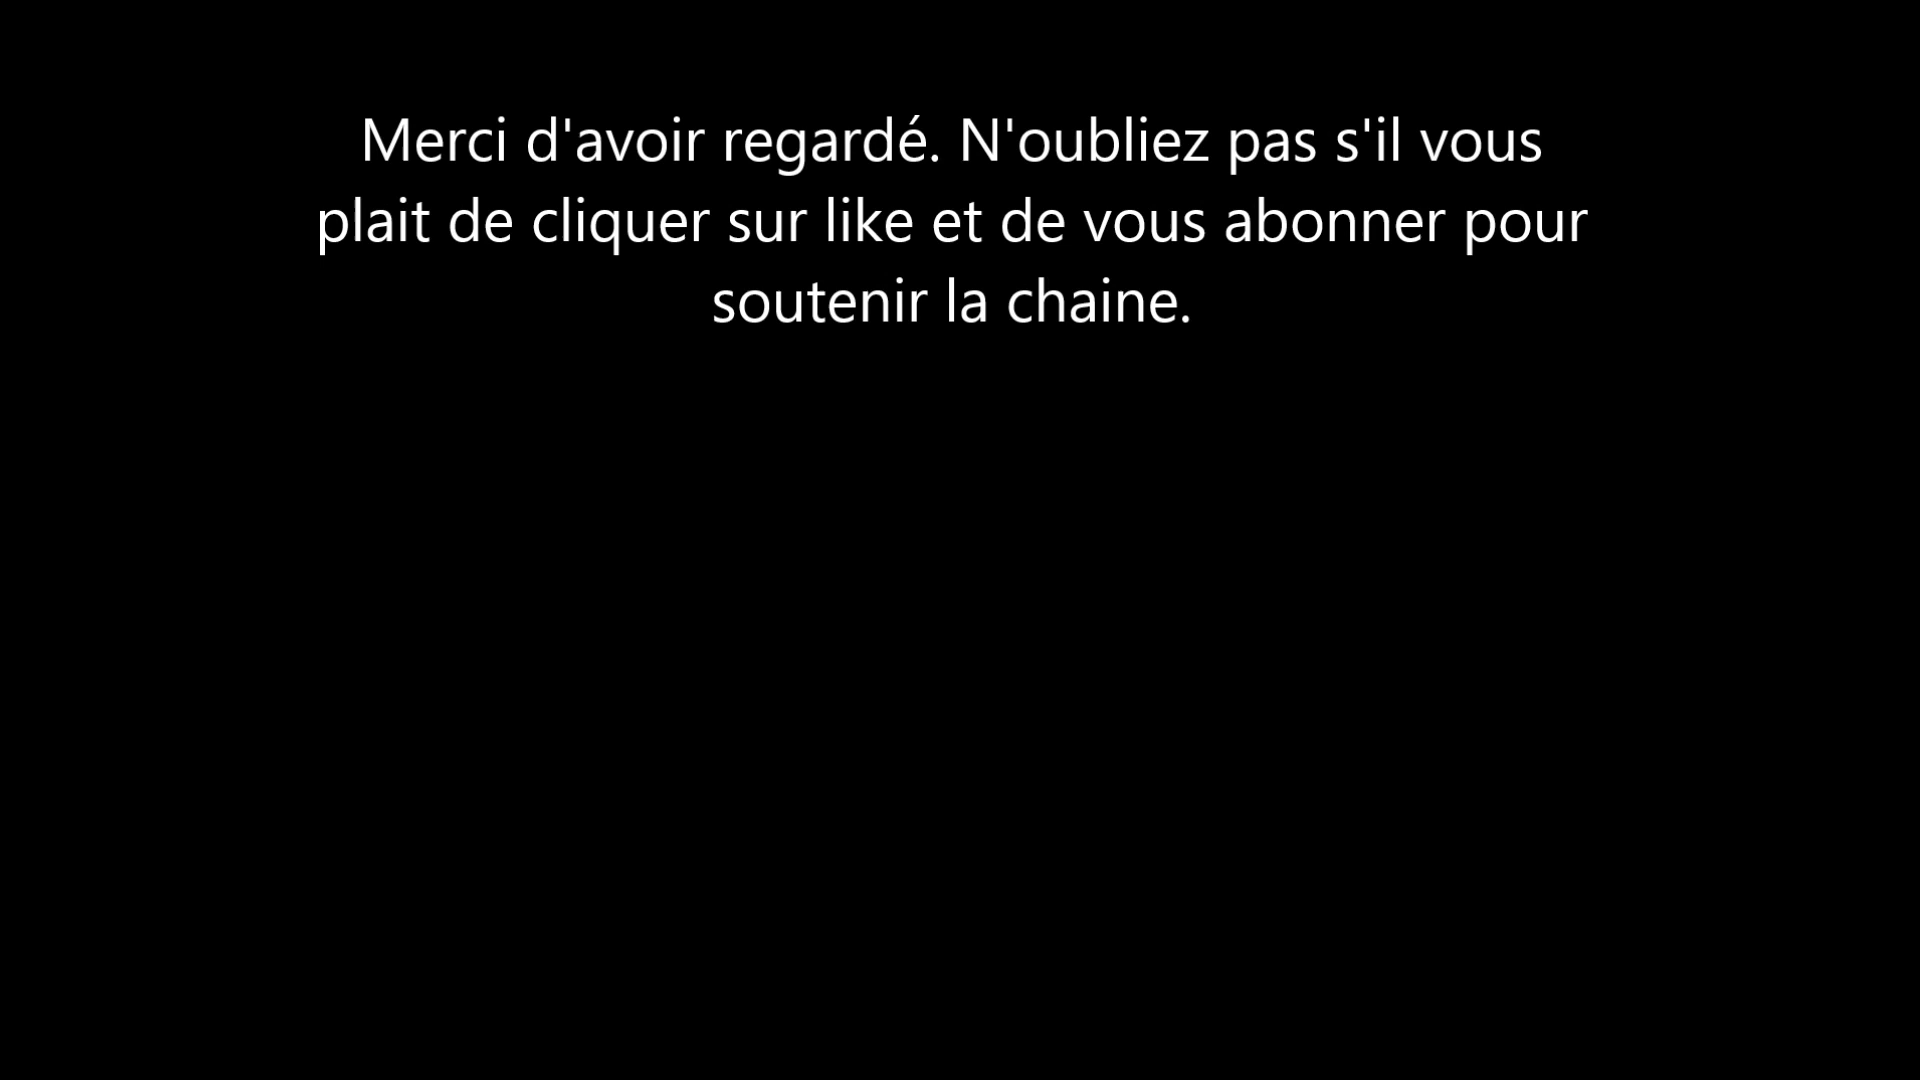 Merci d'avoir regardé. N'oubliez pas s'il vous
plait de cliquer sur like et de vous abonner pour
soutenir la chaine.